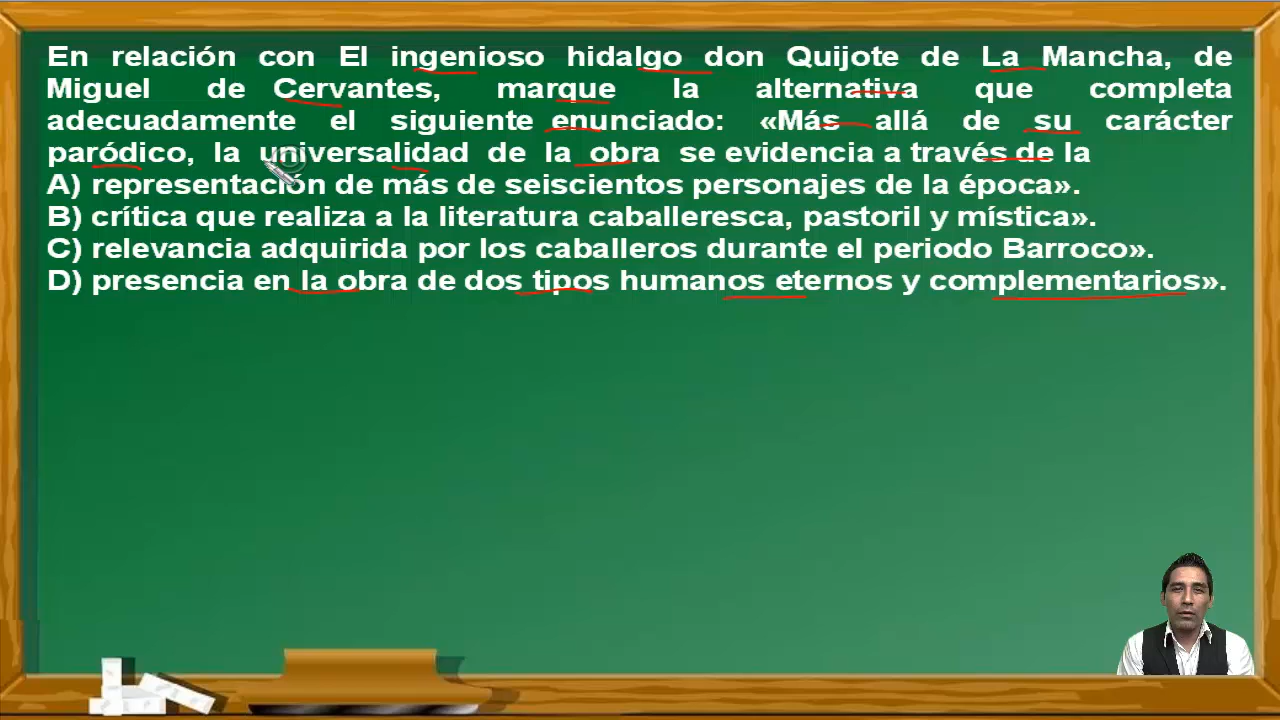 En relación con El ingenioso hidalgo don Quijote de La Mancha, de
Miguel de Cervantes, marque la alternativa que completa
adecuadamente el siguiente enunciado: «Más allá de su carácter
paródico, la universalidad de la obra se evidencia a través de la
A) representación de más de seiscientos personajes de la época».
B) crítica que realiza a la literatura caballeresca, pastoril y mística».
C) relevancia adquirida por los caballeros durante el periodo Barroco».
D) presencia en la obra de dos tipos humanos eternos y complementarios».